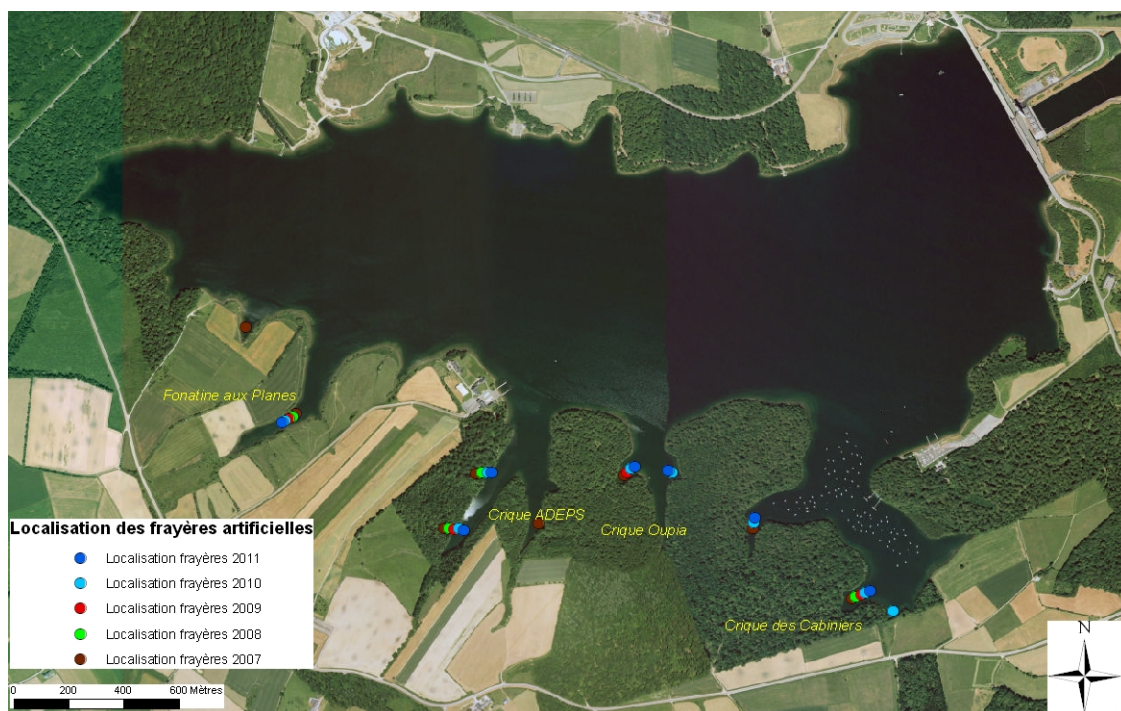 Fonatine aux Planes
Crique ADEPS
Crique Oupia
Crique des Cabiniers
Localisation des frayères artificielles
Localisation frayères 2011
Localisation frayères 2010
Localisation frayères 2009
Localisation frayères 2008
Localisation frayères 2007
0 200 400 600 Mètres
N